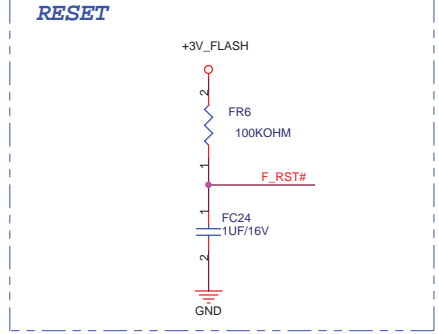 RESET
+3V_FLASH
2
FR6
100KOHM
1
F_RST#
1
FC24
1UF/16V
2
GND